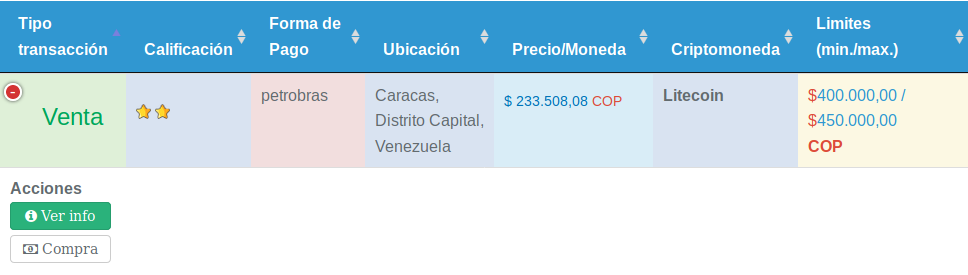 Tipo transacción
Calificación
Forma de Pago
Ubicación
Precio/Moneda
Criptomoneda
Limites (min./max.)
Venta
petrobras
Caracas,
Distrito Capital,
Venezuela
$ 233.508,08 COP
Litecoin
$400.000,00 /
$450.000,00
COP
Acciones
Ver info
Compra